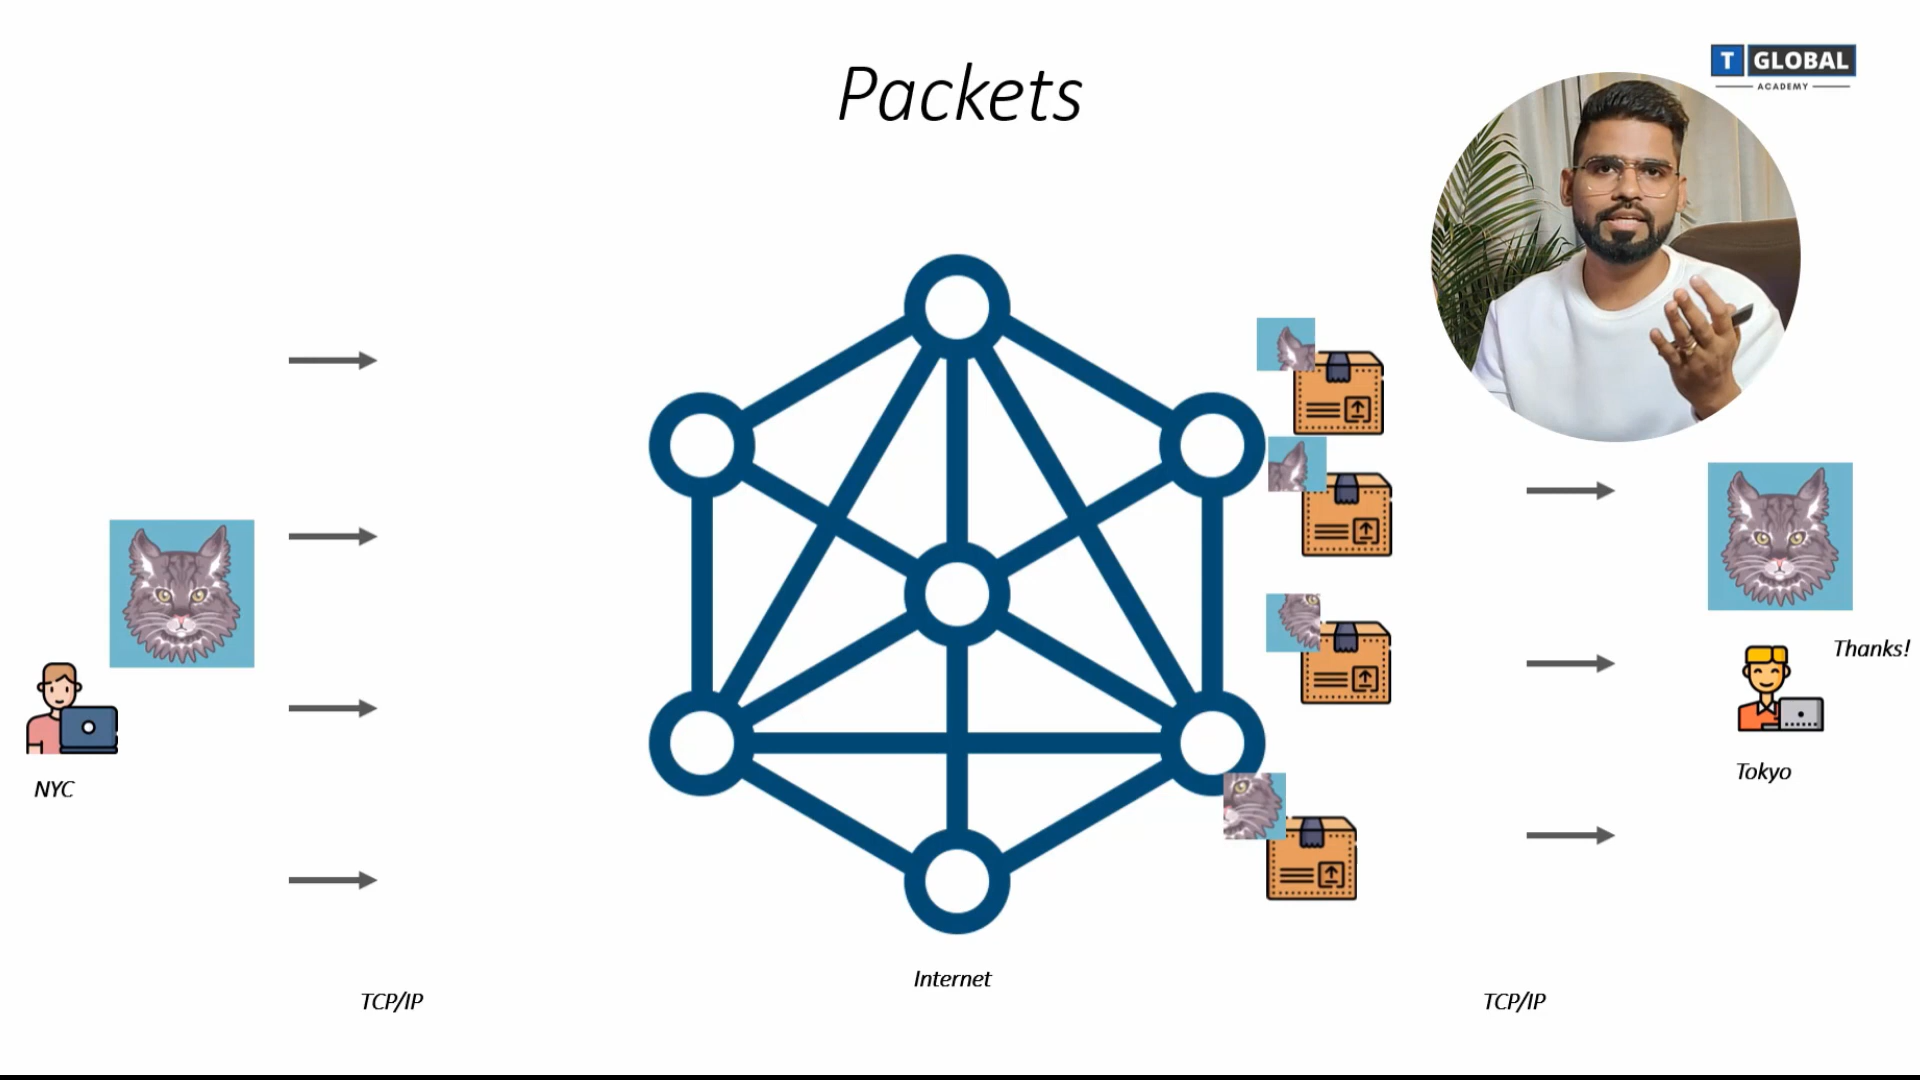 Packets
T GLOBAL
ACADEMY
Thanks!
NYC
Tokyo
Internet
TCP/IP
TCP/IP